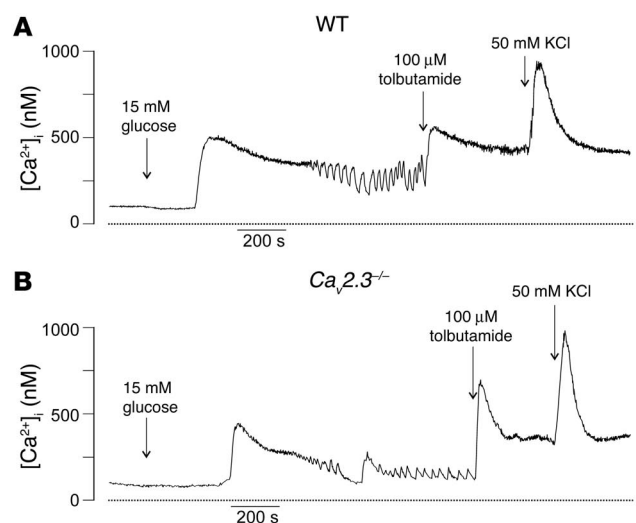 A
WT
1000
500
0
[Ca²⁺]ᵢ (nM)
15 mM
glucose
100 μM
tolbutamide
50 mM KCl
200 s
B
Caᵥ2.3⁻/⁻
1000
500
0
[Ca²⁺]ᵢ (nM)
15 mM
glucose
100 μM
tolbutamide
50 mM KCl
200 s